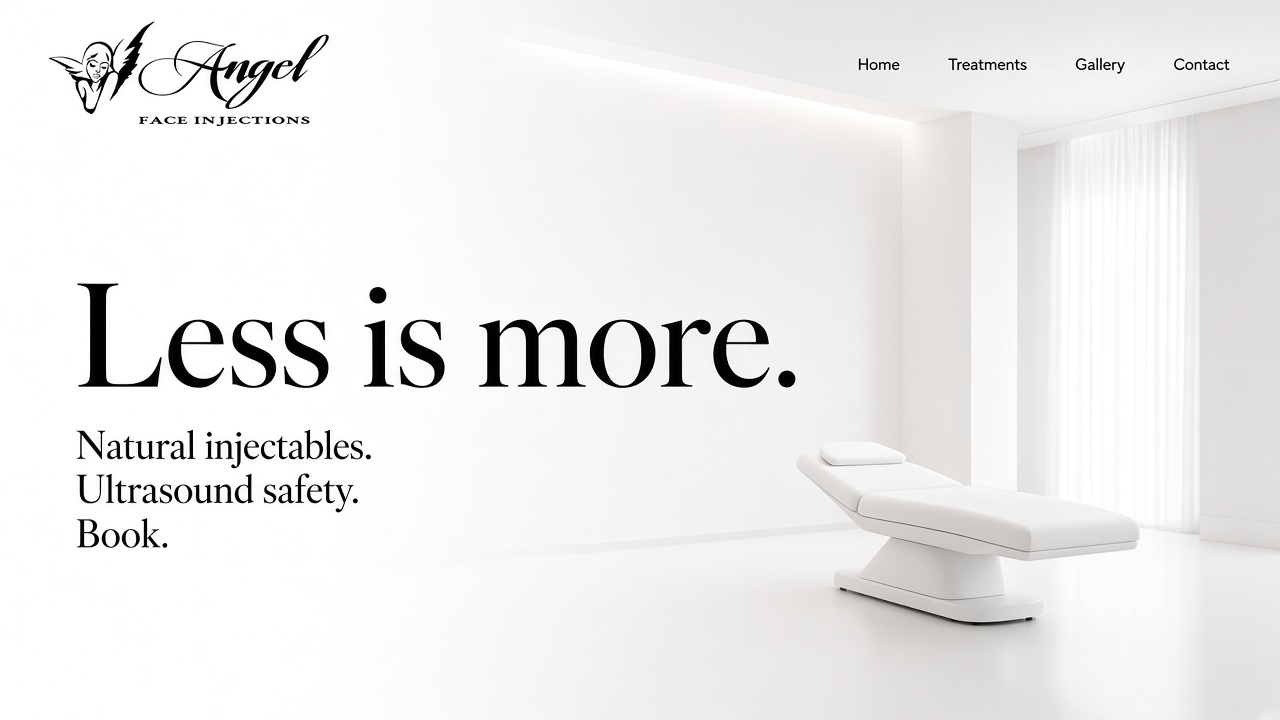 Angel
FACE INJECTIONS
Home
Treatments
Gallery
Contact
Less is more.
Natural injectables.
Ultrasound safety.
Book.